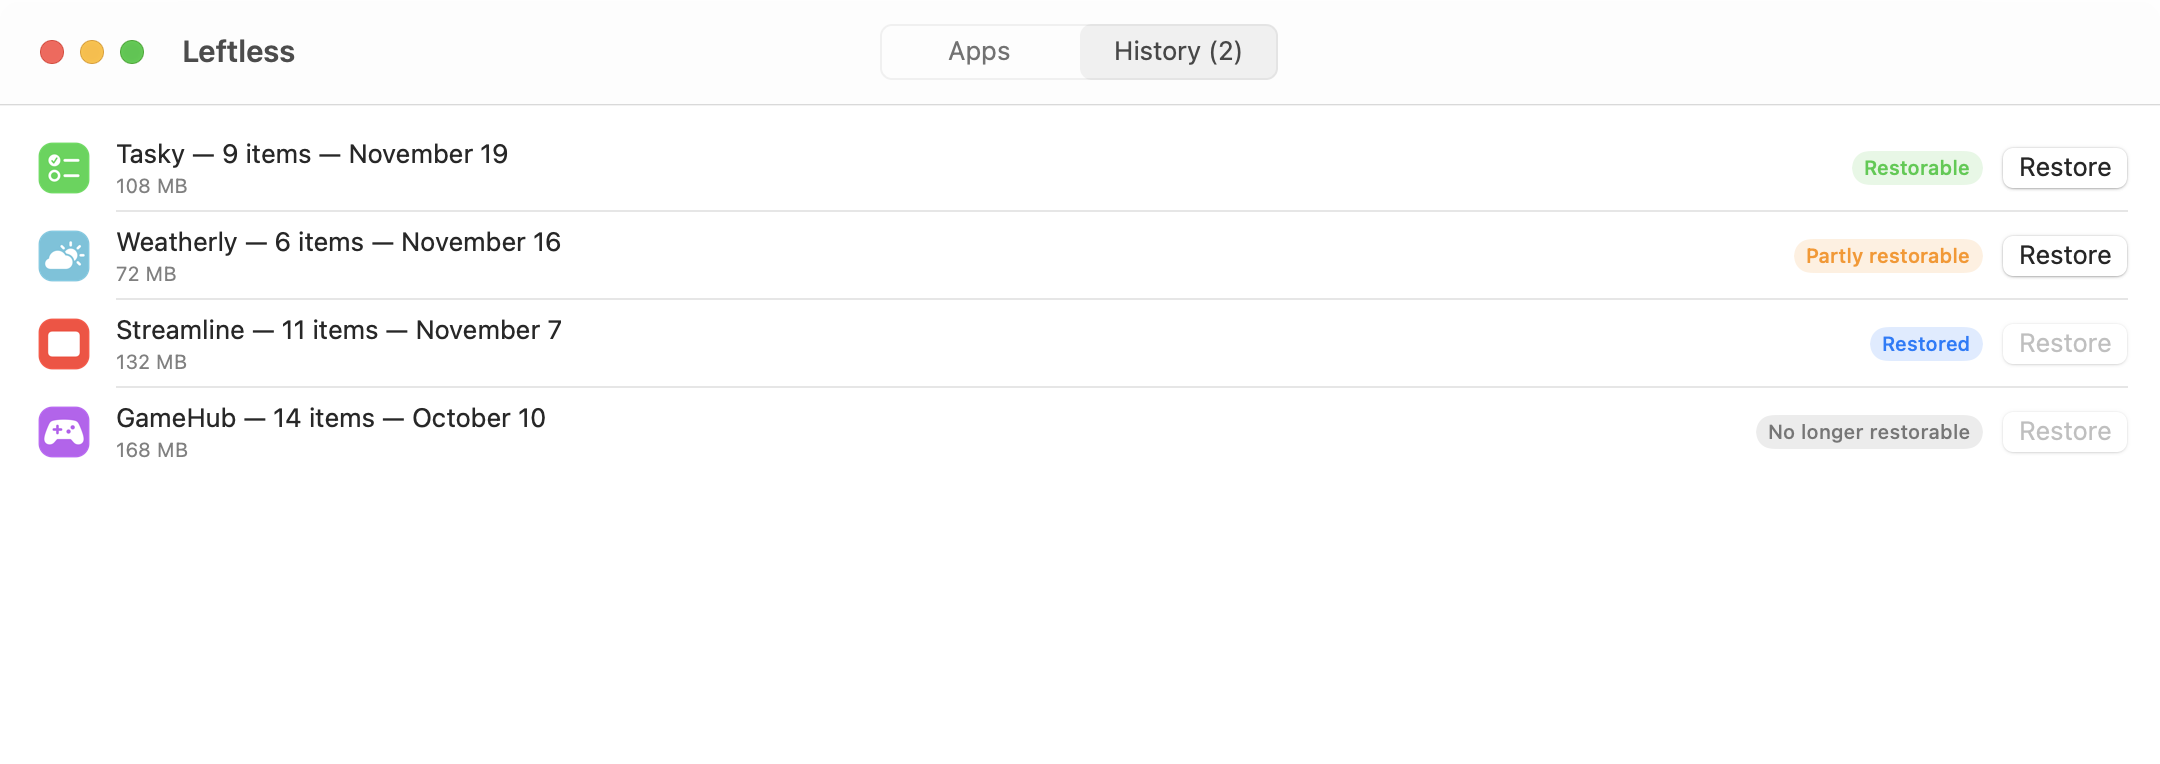 Leftless
Apps
History (2)
Tasky — 9 items — November 19
108 MB
Restorable
Restore
Weatherly — 6 items — November 16
72 MB
Partly restorable
Restore
Streamline — 11 items — November 7
132 MB
Restored
Restore
GameHub — 14 items — October 10
168 MB
No longer restorable
Restore